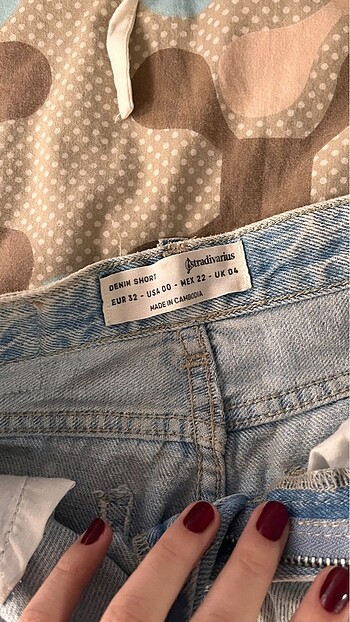 stradivarius
DENIM SHORT
EUR 32 - USA 00 - MEX 22 - UK 04
MADE IN CAMBODIA